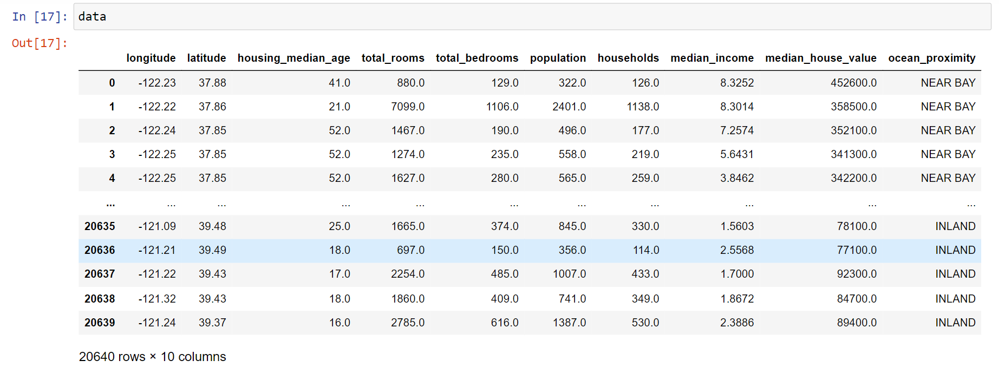 In [17]: data
Out[17]:
longitude latitude housing_median_age total_rooms total_bedrooms population households median_income median_house_value ocean_proximity
0 -122.23 37.88 41.0 880.0 129.0 322.0 126.0 8.3252 452600.0 NEAR BAY
1 -122.22 37.86 21.0 7099.0 1106.0 2401.0 1138.0 8.3014 358500.0 NEAR BAY
2 -122.24 37.85 52.0 1467.0 190.0 496.0 177.0 7.2574 352100.0 NEAR BAY
3 -122.25 37.85 52.0 1274.0 235.0 558.0 219.0 5.6431 341300.0 NEAR BAY
4 -122.25 37.85 52.0 1627.0 280.0 565.0 259.0 3.8462 342200.0 NEAR BAY
... ... ... ... ... ... ... ... ... ... ...
20635 -121.09 39.48 25.0 1665.0 374.0 845.0 330.0 1.5603 78100.0 INLAND
20636 -121.21 39.49 18.0 697.0 150.0 356.0 114.0 2.5568 77100.0 INLAND
20637 -121.22 39.43 17.0 2254.0 485.0 1007.0 433.0 1.7000 92300.0 INLAND
20638 -121.32 39.43 18.0 1860.0 409.0 741.0 349.0 1.8672 84700.0 INLAND
20639 -121.24 39.37 16.0 2785.0 616.0 1387.0 530.0 2.3886 89400.0 INLAND
20640 rows × 10 columns